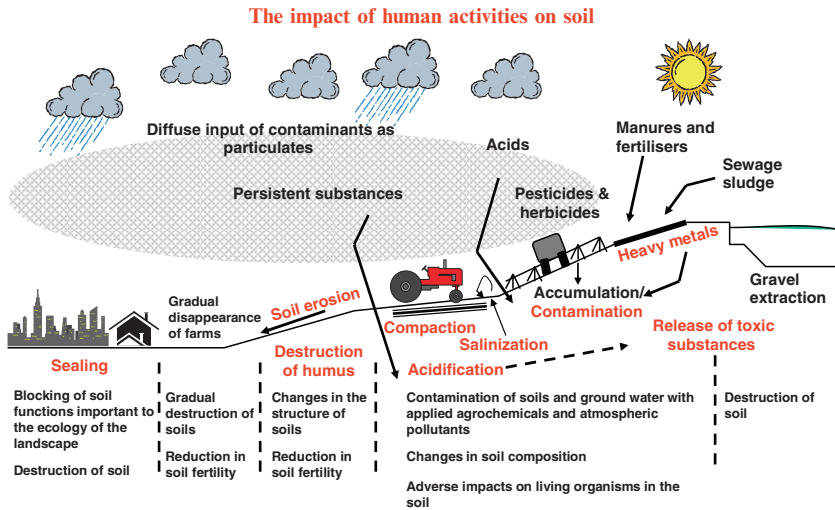 The impact of human activities on soil
Diffuse input of contaminants as
particulates
Acids
Manures and
fertilisers
Sewage
sludge
Persistent substances
Pesticides &
herbicides
Heavy metals
Gravel
extraction
Accumulation/
Contamination
Gradual
disappearance
of farms
Soil erosion
Compaction
Salinization
Release of toxic
substances
Sealing
Destruction
of humus
Acidification
Blocking of soil
functions important to
the ecology of the
landscape
Destruction of soil
Gradual
destruction of
soils
Reduction in
soil fertility
Changes in the
structure of
soils
Reduction in
soil fertility
Contamination of soils and ground water with
applied agrochemicals and atmospheric
pollutants
Changes in soil composition
Adverse impacts on living organisms in the
soil
Destruction of
soil